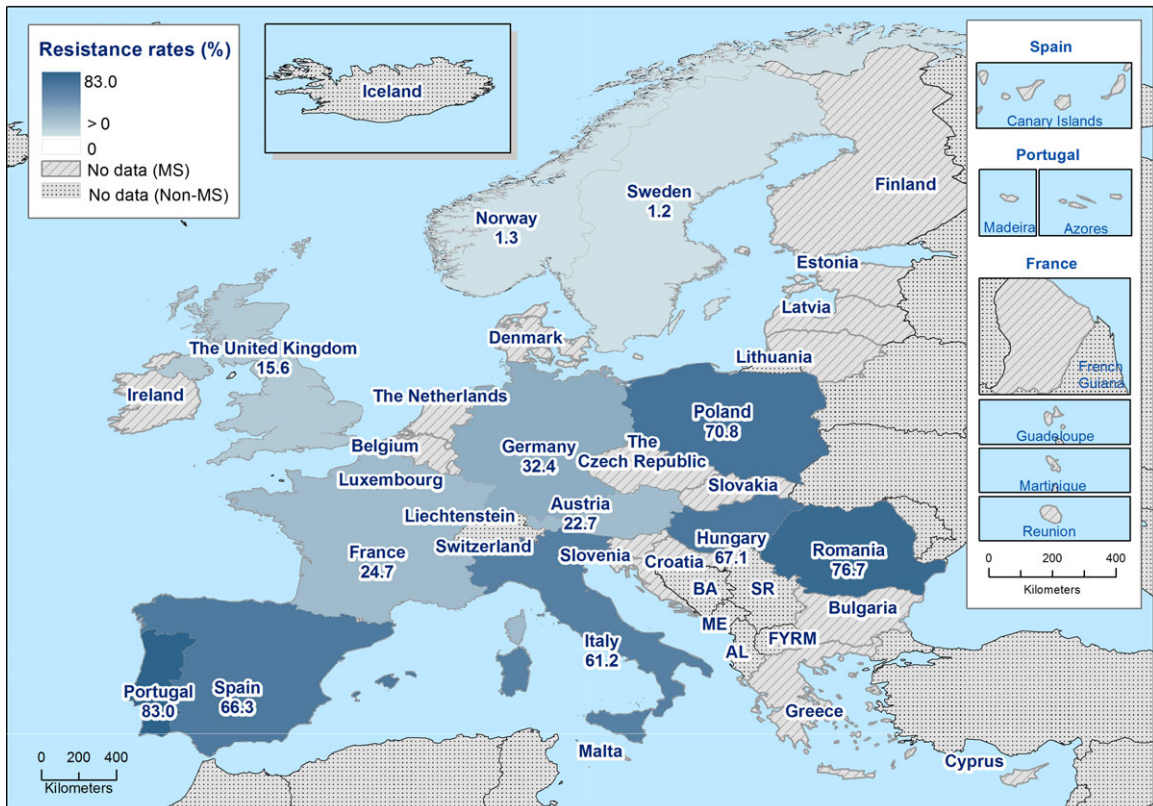 Resistance rates (%)
83.0
> 0
0
No data (MS)
No data (Non-MS)
Iceland
Norway
1.3
Sweden
1.2
Finland
Estonia
Latvia
Lithuania
Denmark
The United Kingdom
15.6
Ireland
The Netherlands
Belgium
Luxembourg
Germany
32.4
Poland
70.8
The
Czech Republic
Slovakia
Austria
22.7
Liechtenstein
Switzerland
France
24.7
Slovenia
Croatia
Hungary
67.1
Romania
76.7
BA
SR
Bulgaria
ME
FYRM
AL
Italy
61.2
Portugal
83.0
Spain
66.3
Greece
Malta
Cyprus
0 200 400
Kilometers
Spain
Canary Islands
Portugal
Madeira
Azores
France
French
Guiana
Guadeloupe
Martinique
Reunion
0 200 400
Kilometers